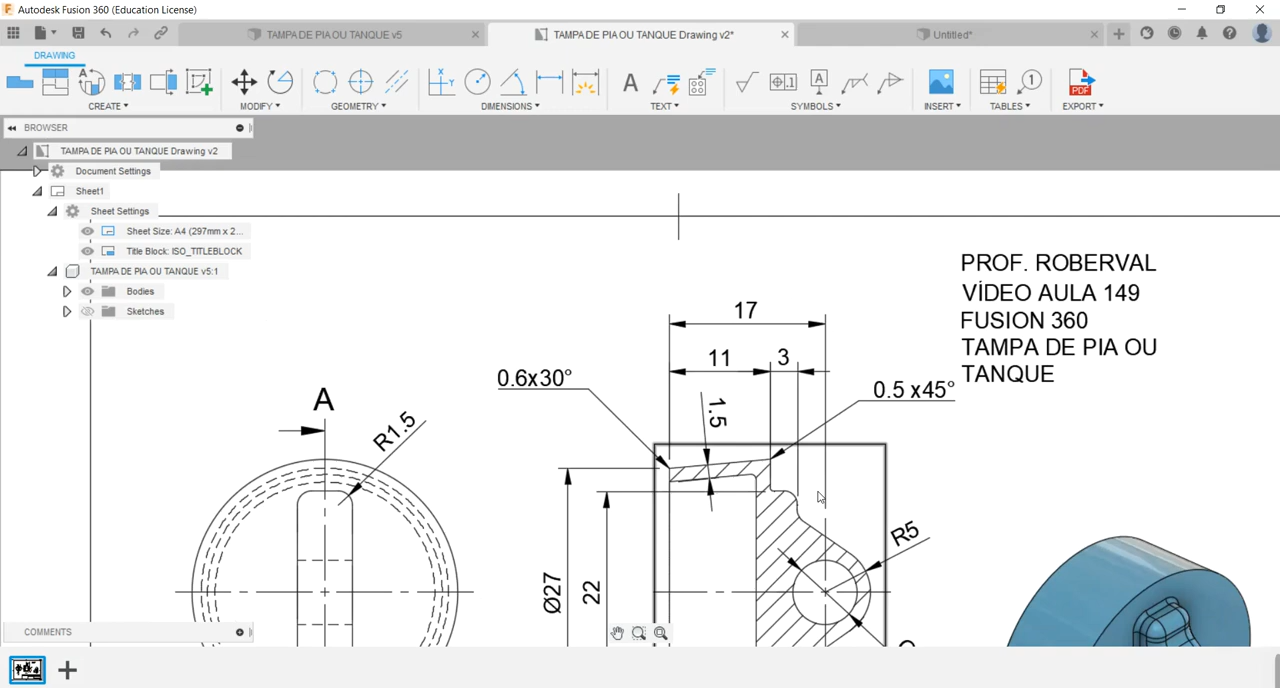 Autodesk Fusion 360 (Education License)
TAMPA DE PIA OU TANQUE v5
TAMPA DE PIA OU TANQUE Drawing v2*
Untitled*
DRAWING
CREATE
MODIFY
GEOMETRY
DIMENSIONS
TEXT
SYMBOLS
INSERT
TABLES
EXPORT
PDF
BROWSER
TAMPA DE PIA OU TANQUE Drawing v2
Document Settings
Sheet1
Sheet Settings
Sheet Size: A4 (297mm x 2...
Title Block: ISO_TITLEBLOCK
TAMPA DE PIA OU TANQUE v5:1
Bodies
Sketches
PROF. ROBERVAL
VÍDEO AULA 149
FUSION 360
TAMPA DE PIA OU
TANQUE
17
11
3
0.6x30°
0.5 x45°
1.5
A
R1.5
R5
Ø27
22
COMMENTS